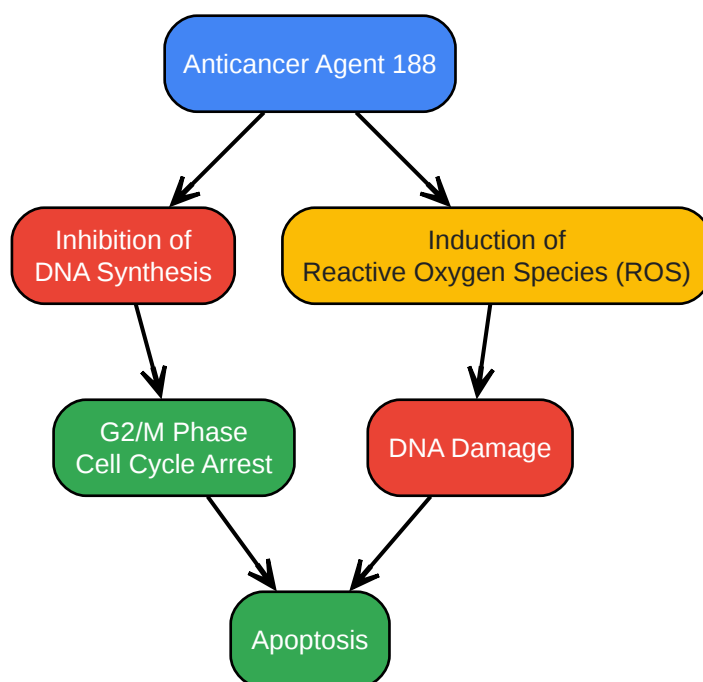 Anticancer Agent 188
Inhibition of
DNA Synthesis
Induction of
Reactive Oxygen Species (ROS)
G2/M Phase
Cell Cycle Arrest
DNA Damage
Apoptosis